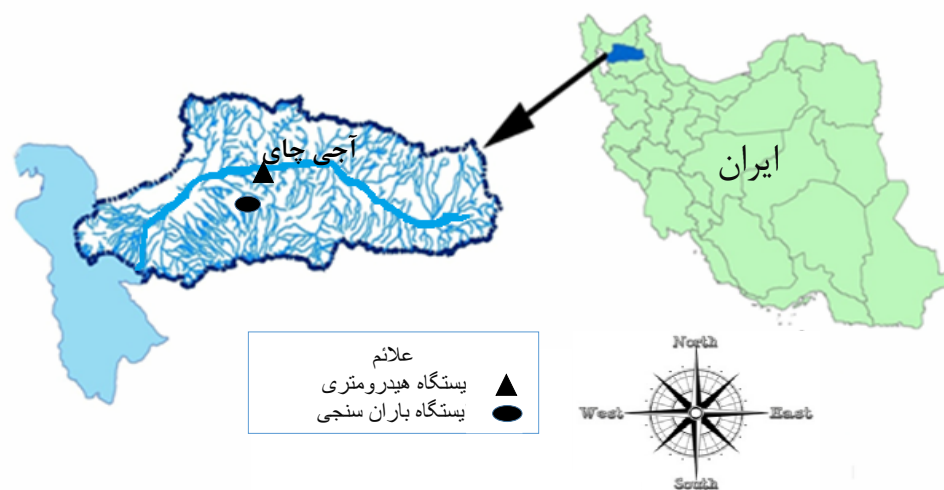 آجی چای
ایران
علائم
یستگاه هیدرومتری
یستگاه باران سنجی
North
West
East
South